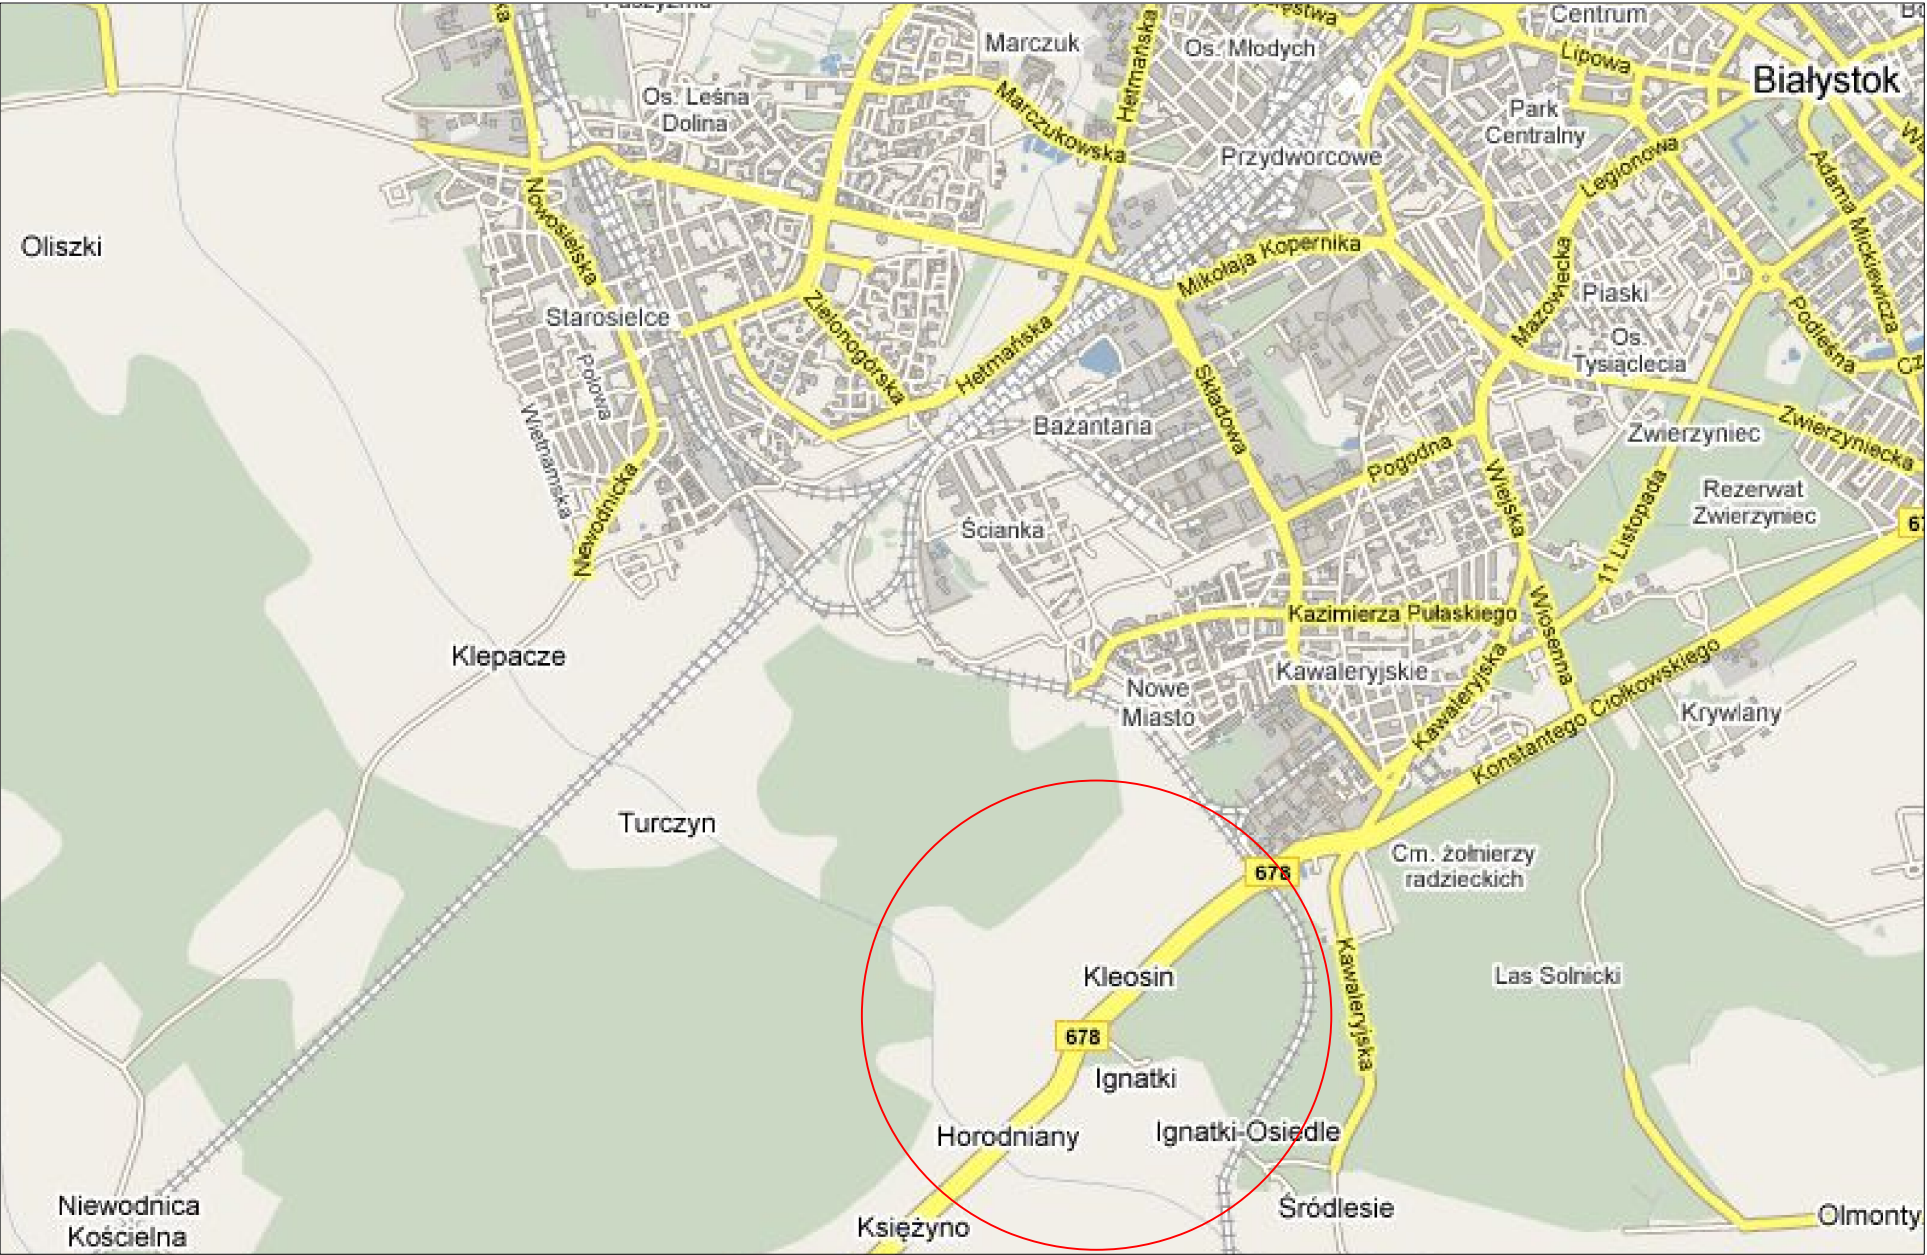 Centrum
Lipowa
Białystok
Marczuk
Os. Młodych
Hetmańska
Os. Leśna
Dolina
Marczukowska
Park
Centralny
Przydworcowe
Legionowa
Adama Mickiewicza
Nowosielska
Oliszki
Mikołaja Kopernika
Mazowiecka
Piaski
Podleśna
Starosielce
Zielonogórska
Hetmańska
Os.
Tysiąclecia
Polowa
Wietnamska
Składowa
Bażantaria
Zwierzyniec
Zwierzyniecka
Pogodna
Wiejska
Niewodnicka
Rezerwat
Zwierzyniec
Ścianka
11 Listopada
Kazimierza Pułaskiego
Wiosenna
Klepacze
Kawaleryjskie
Kawaleryjska
Nowe
Miasto
Konstantego Ciołkowskiego
Krywlany
Turczyn
Cm. żołnierzy
radzieckich
678
Kleosin
Kawaleryjska
Las Solnicki
678
Ignatki
Horodniany
Ignatki-Osiedle
Niewodnica
Kościelna
Księżyno
Śródlesie
Olmonty